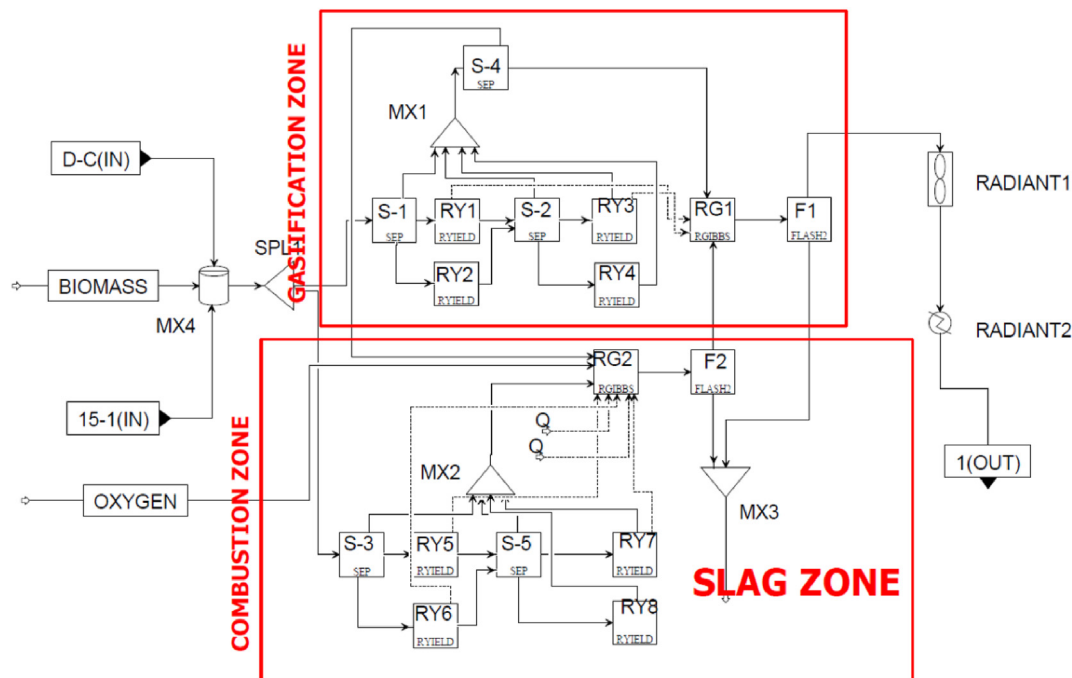 GASIIFICATION ZONE
S-4
SEP
MX1
D-C(IN)
RADIANT1
S-1
SEP
RY1
RYIELD
S-2
SEP
RY3
RYIELD
RG1
RGIBBS
F1
FLASH2
SPL1
BIOMASS
MX4
RY2
RYIELD
RY4
RYIELD
RADIANT2
COMBUSTION ZONE
RG2
RGIBBS
F2
FLASH2
15-1(IN)
Q
Q
1(OUT)
MX2
OXYGEN
MX3
S-3
SEP
RY5
RYIELD
S-5
SEP
RY7
RYIELD
SLAG ZONE
RY6
RYIELD
RY8
RYIELD